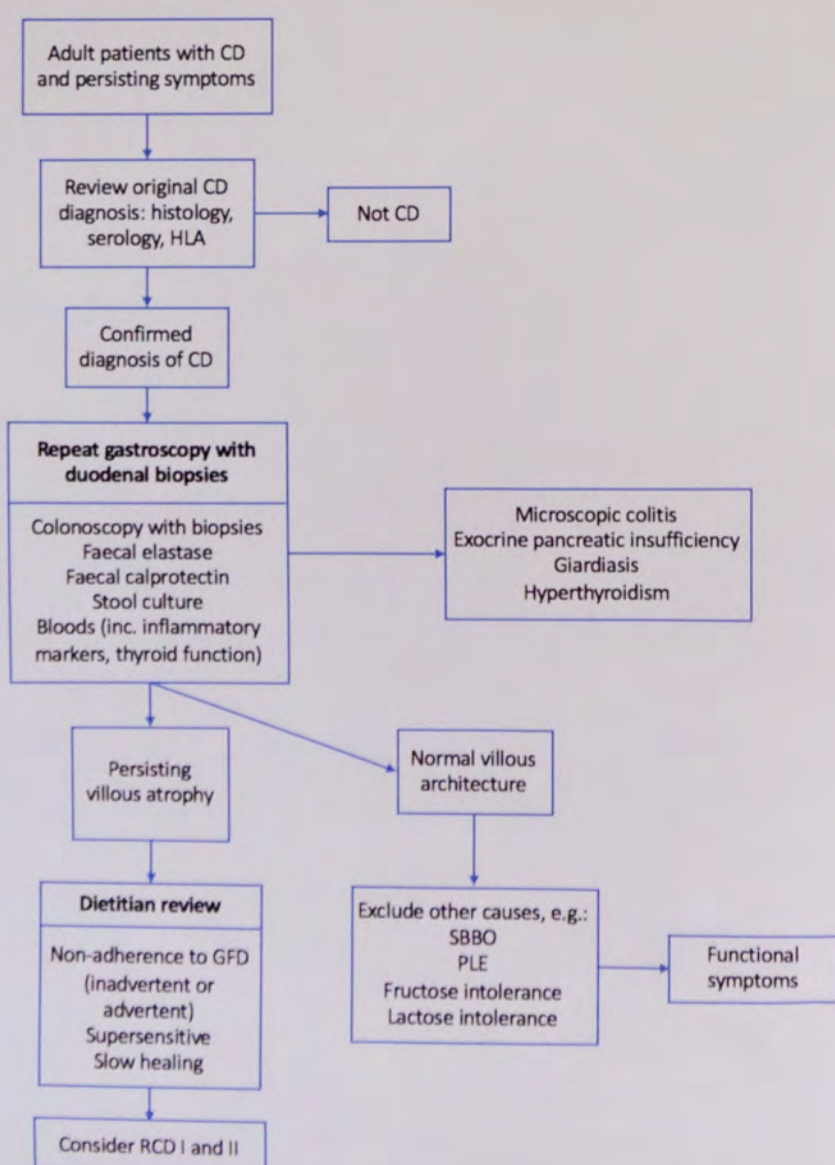 Adult patients with CD
and persisting symptoms
Review original CD
diagnosis: histology,
serology, HLA
Not CD
Confirmed
diagnosis of CD
Repeat gastroscopy with
duodenal biopsies
Colonoscopy with biopsies
Faecal elastase
Faecal calprotectin
Stool culture
Bloods (inc. inflammatory
markers, thyroid function)
Microscopic colitis
Exocrine pancreatic insufficiency
Giardiasis
Hyperthyroidism
Persisting
villous atrophy
Normal villous
architecture
Dietitian review
Non-adherence to GFD
(inadvertent or
advertent)
Supersensitive
Slow healing
Exclude other causes, e.g.:
SBBO
PLE
Fructose intolerance
Lactose intolerance
Functional
symptoms
Consider RCD I and II